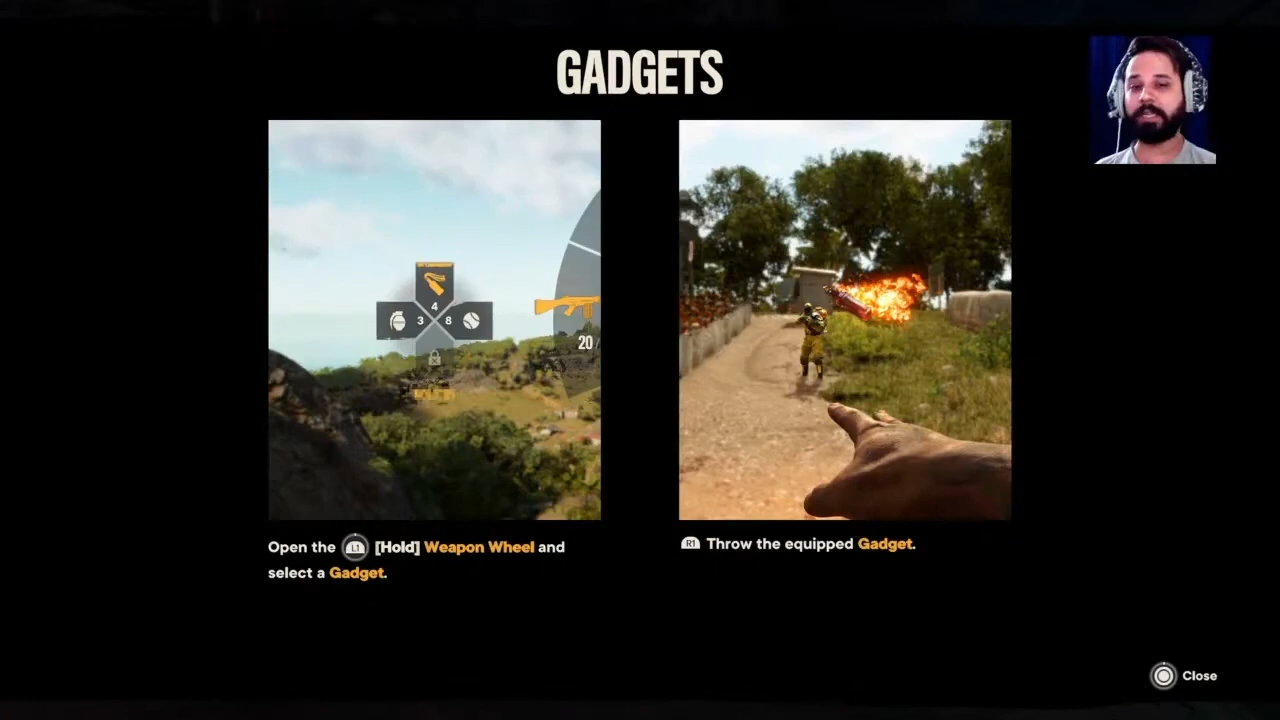 GADGETS
4
3 8
20
Open the L1 [Hold] Weapon Wheel and
select a Gadget.
R1 Throw the equipped Gadget.
Close